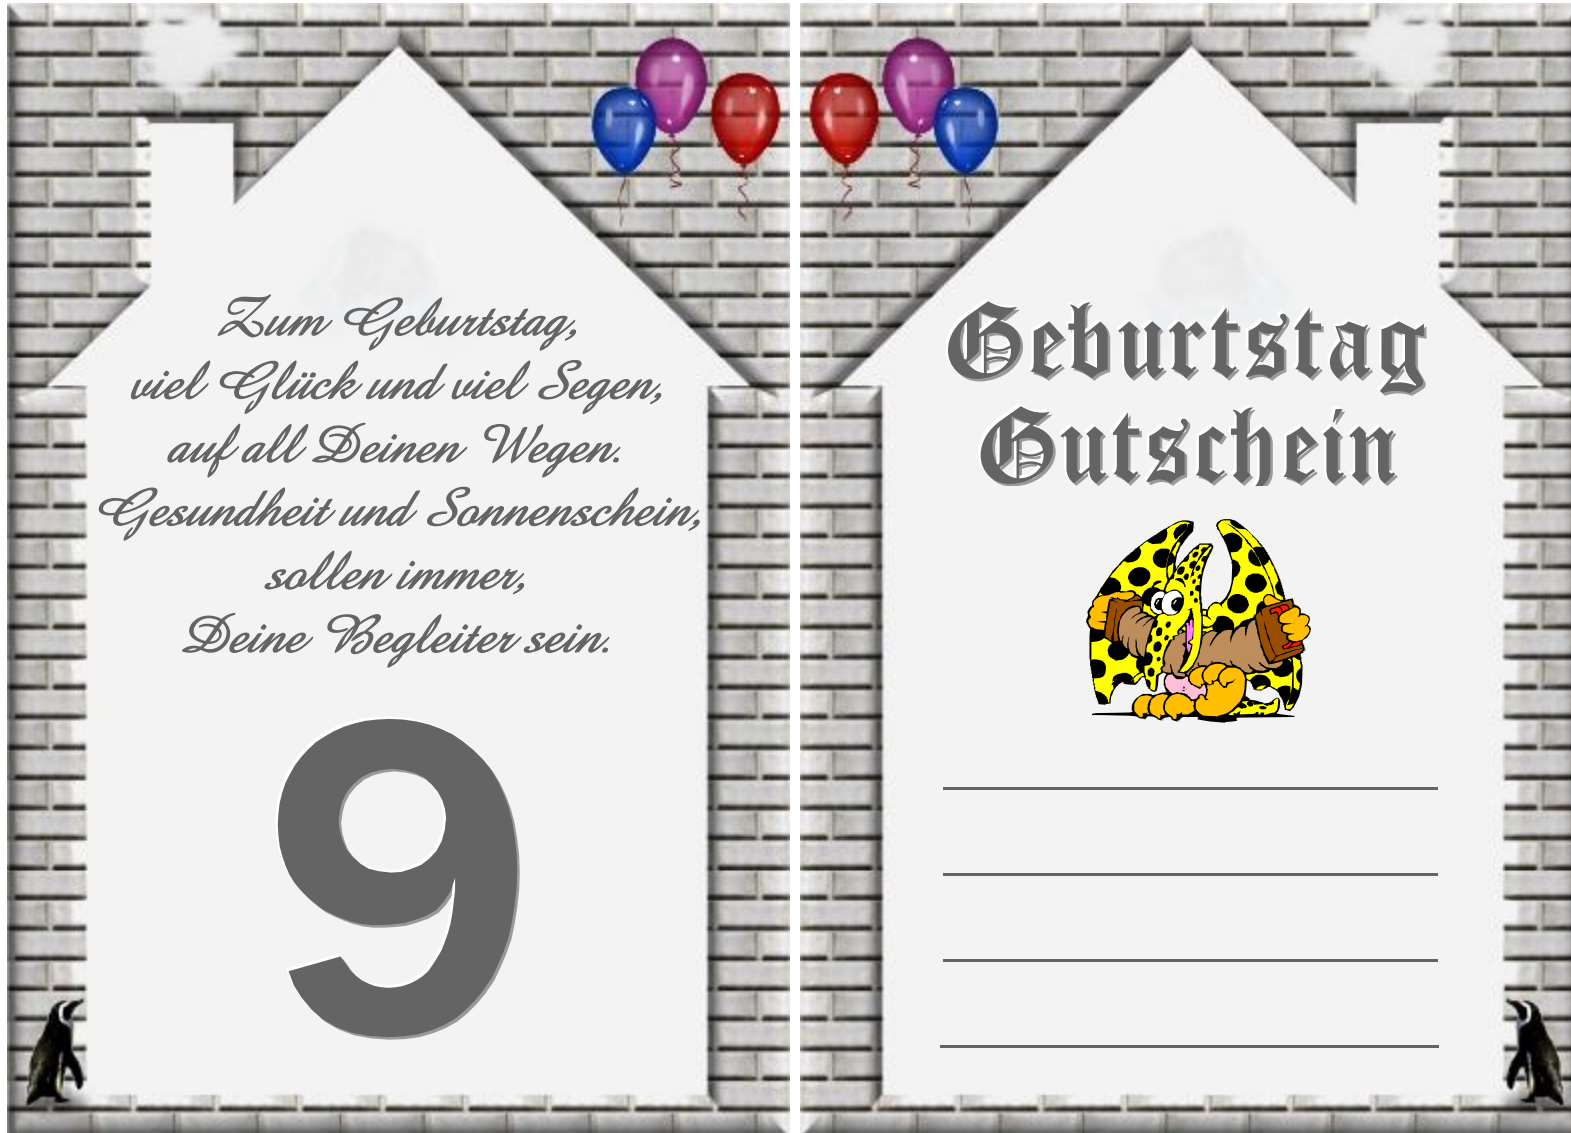 Zum Geburtstag,
viel Glück und viel Segen,
auf all Deinen Wegen.
Gesundheit und Sonnenschein,
sollen immer,
Deine Begleiter sein.
9
Geburtstag
Gutschein